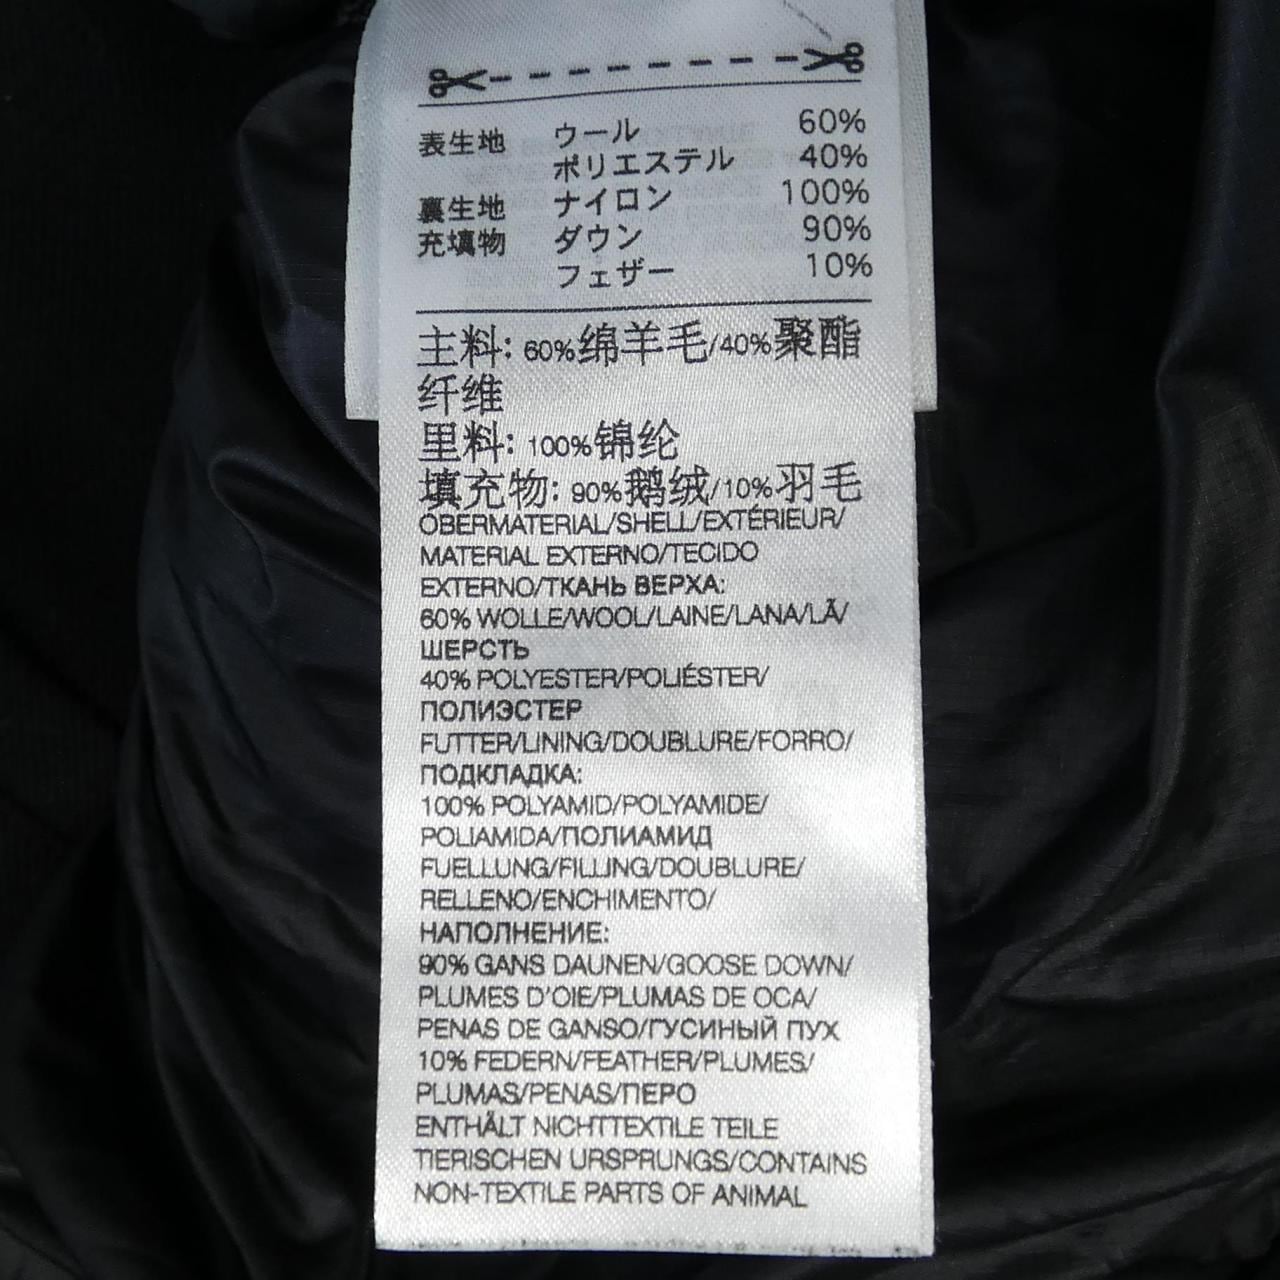 表生地 ウール 60%
ポリエステル 40%
裏生地 ナイロン 100%
充填物 ダウン 90%
フェザー 10%
主料: 60%绵羊毛/40%聚酯
纤维
里料: 100%锦纶
填充物: 90%鹅绒/10%羽毛
OBERMATERIAL/SHELL/EXTÉRIEUR/
MATERIAL EXTERNO/TECIDO
EXTERNO/ТКАНЬ ВЕРХА:
60% WOLLE/WOOL/LAINE/LANA/LÃ/
ШЕРСТЬ
40% POLYESTER/POLIÉSTER/
ПОЛИЭСТЕР
FUTTER/LINING/DOUBLURE/FORRO/
ПОДКЛАДКА:
100% POLYAMID/POLYAMIDE/
POLIAMIDA/ПОЛИАМИД
FUELLUNG/FILLING/DOUBLURE/
RELLENO/ENCHIMENTO/
НАПОЛНЕНИЕ:
90% GANS DAUNEN/GOOSE DOWN/
PLUMES D'OIE/PLUMAS DE OCA/
PENAS DE GANSO/ГУСИНЫЙ ПУХ
10% FEDERN/FEATHER/PLUMES/
PLUMAS/PENAS/ПЕРО
ENTHÄLT NICHTTEXTILE TEILE
TIERISCHEN URSPRUNGS/CONTAINS
NON-TEXTILE PARTS OF ANIMAL